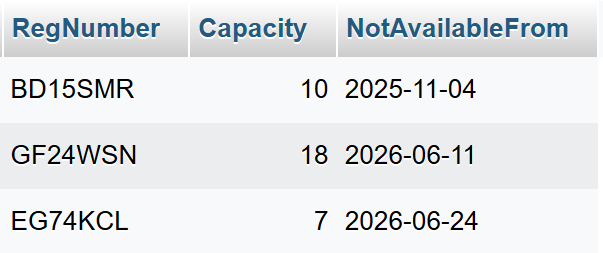 RegNumber Capacity NotAvailableFrom
BD15SMR 10 2025-11-04
GF24WSN 18 2026-06-11
EG74KCL 7 2026-06-24